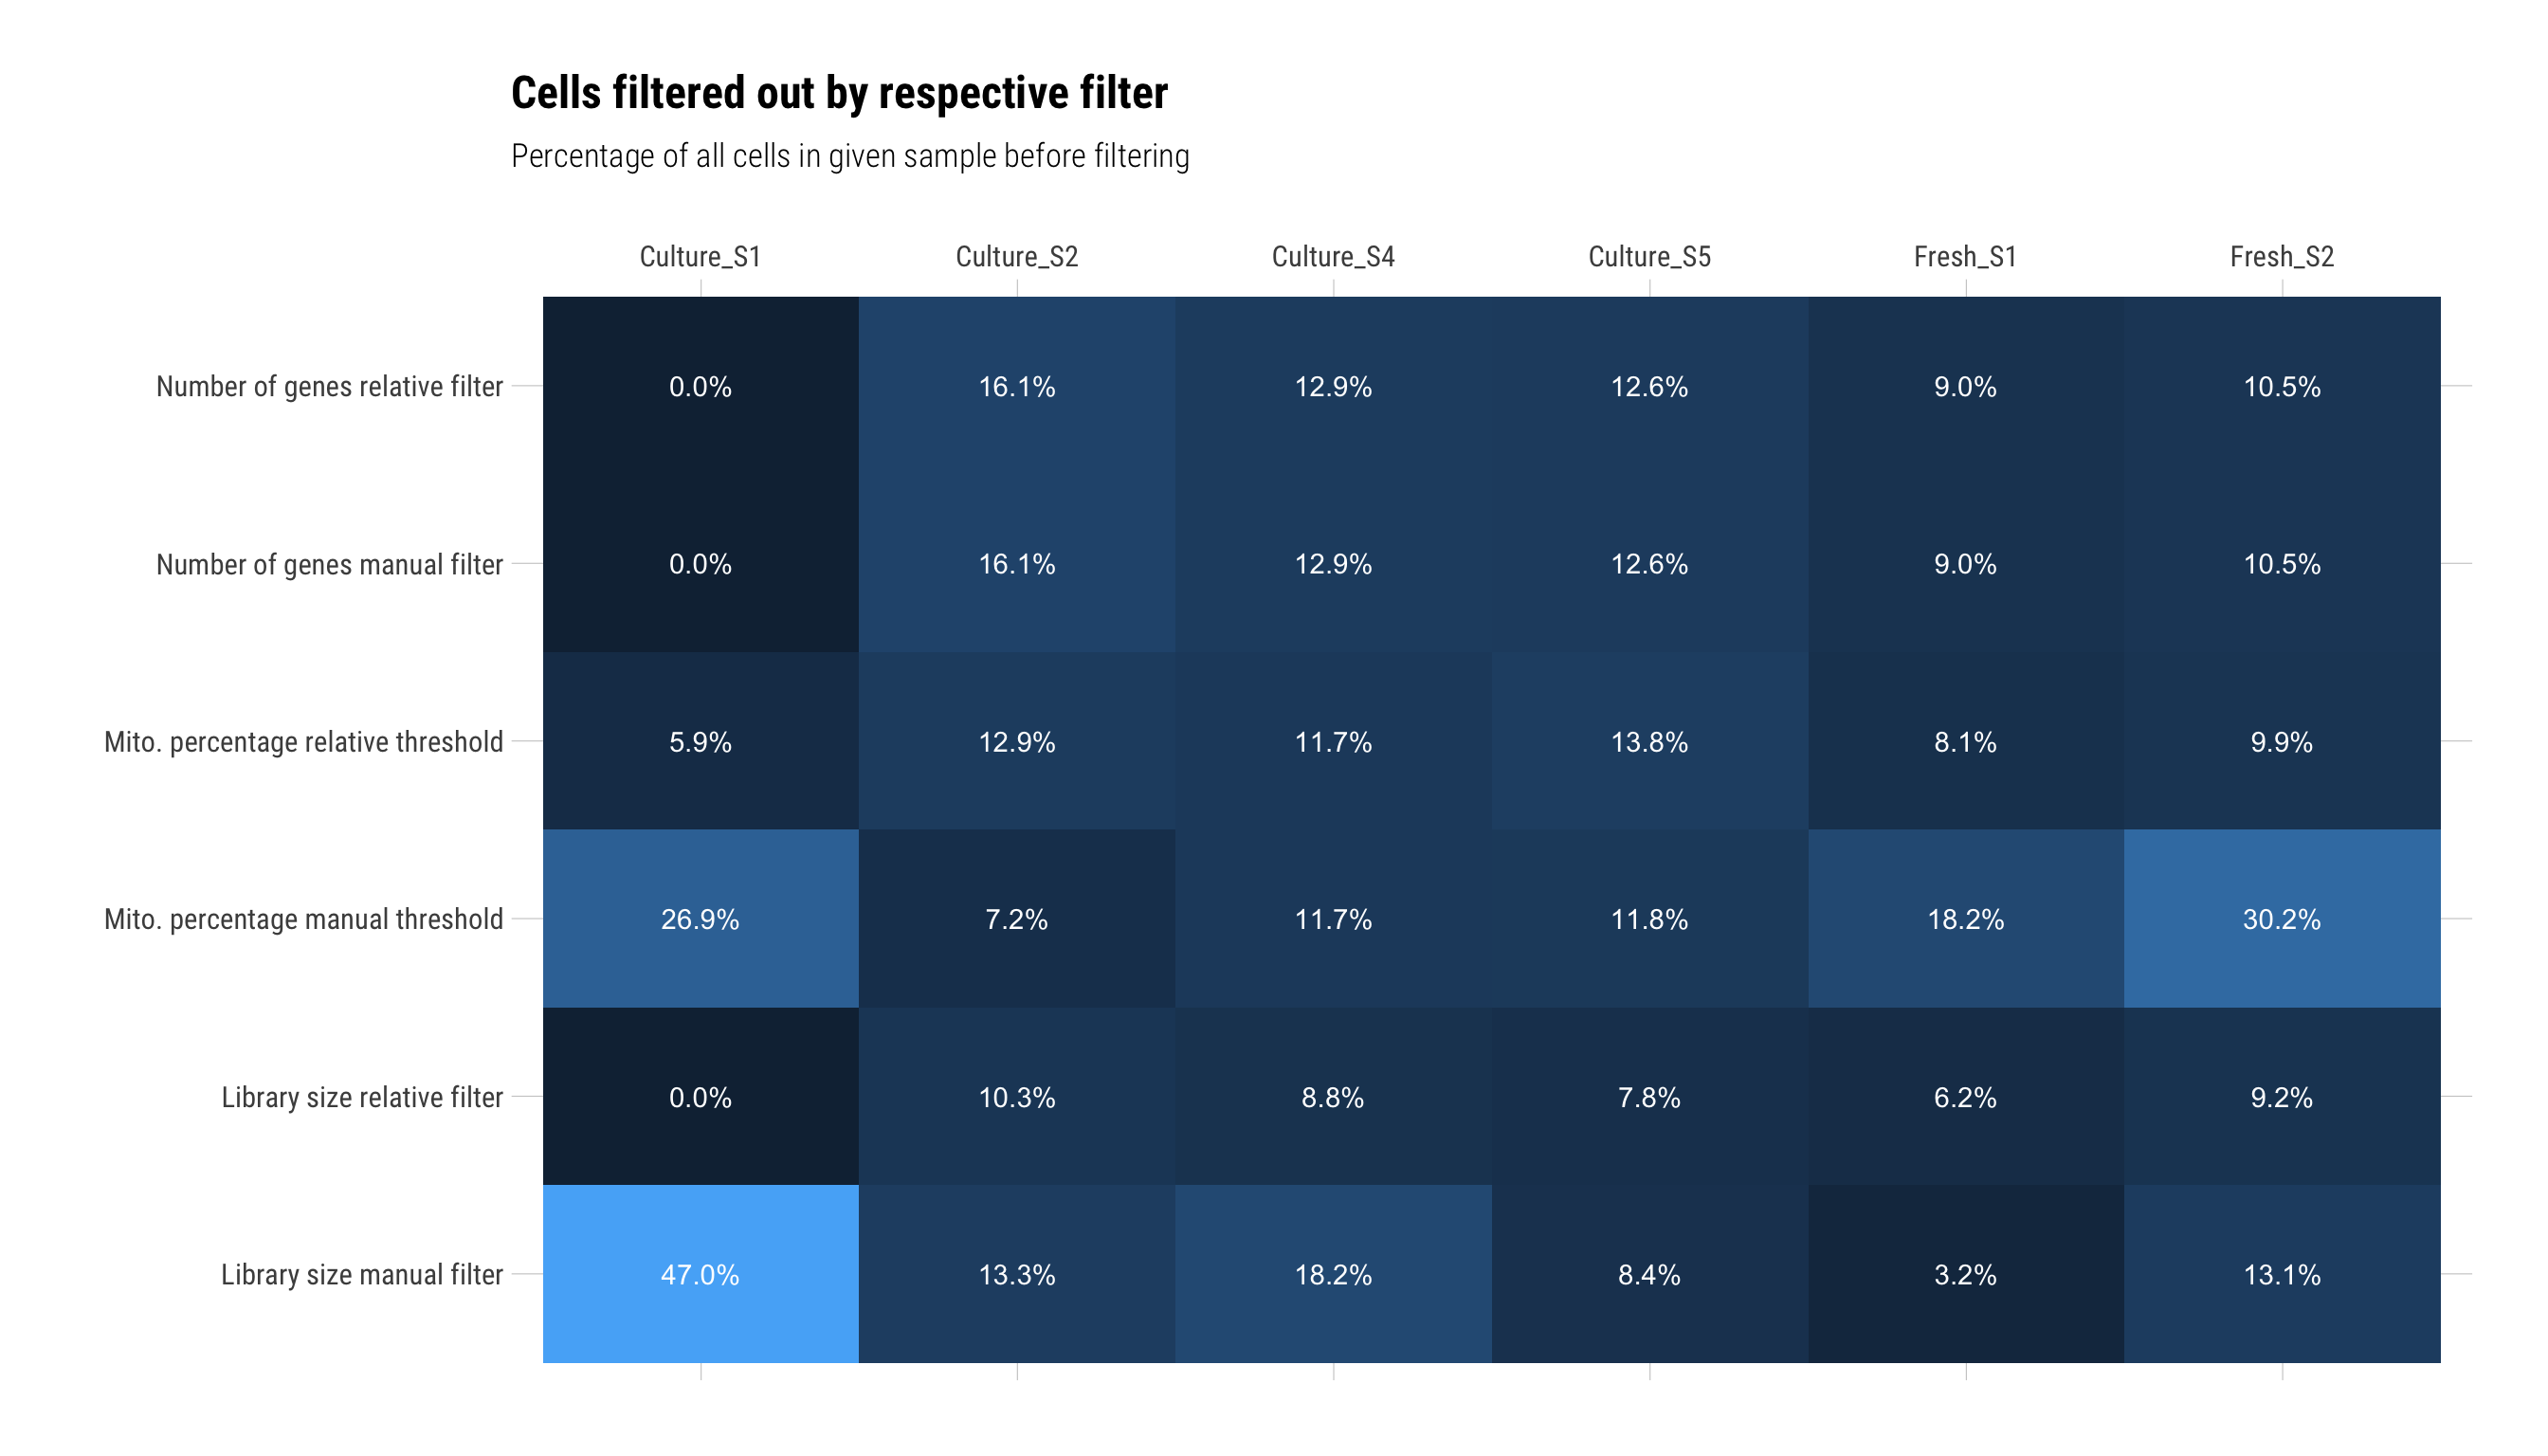 Cells filtered out by respective filter
Percentage of all cells in given sample before filtering
Culture_S1 Culture_S2 Culture_S4 Culture_S5 Fresh_S1 Fresh_S2
Number of genes relative filter 0.0% 16.1% 12.9% 12.6% 9.0% 10.5%
Number of genes manual filter 0.0% 16.1% 12.9% 12.6% 9.0% 10.5%
Mito. percentage relative threshold 5.9% 12.9% 11.7% 13.8% 8.1% 9.9%
Mito. percentage manual threshold 26.9% 7.2% 11.7% 11.8% 18.2% 30.2%
Library size relative filter 0.0% 10.3% 8.8% 7.8% 6.2% 9.2%
Library size manual filter 47.0% 13.3% 18.2% 8.4% 3.2% 13.1%